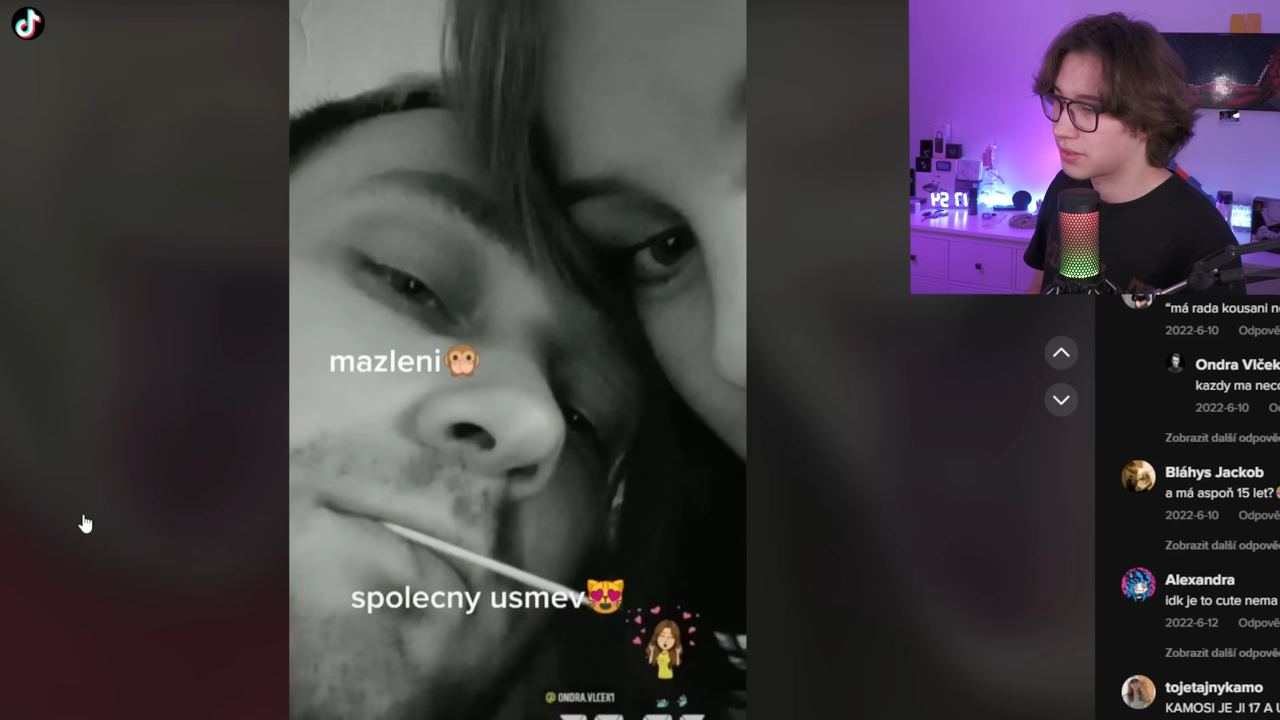 mazleni
spolecny usmev
@ ONDRA.VLCEK1
"má rada kousani n
2022-6-10 Odpově
Ondra Vlček
kazdy ma neco
2022-6-10
Zobrazit další odpově
Bláhys Jackob
a má aspoň 15 let?
2022-6-10 Odpově
Zobrazit další odpově
Alexandra
idk je to cute nema
2022-6-12 Odpově
Zobrazit další odpově
tojetajnykamo
KAMOSI JE JI 17 A U